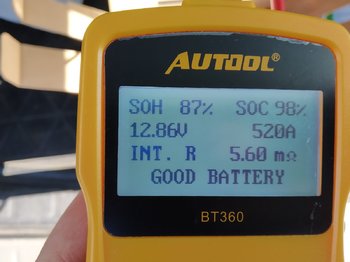 AUTOOL®
SOH 87% SOC 98%
12.86V 520A
INT. R 5.60 mΩ
GOOD BATTERY
BT360